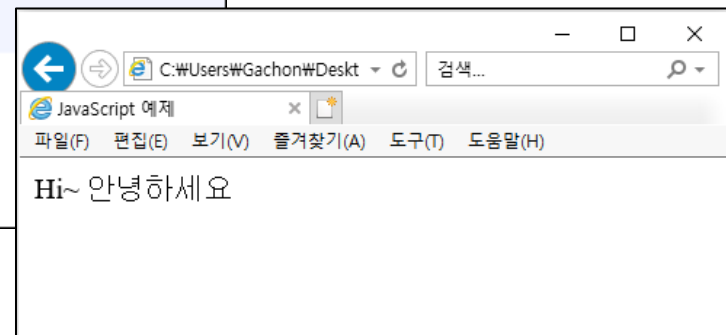 C:₩Users₩Gachon₩Deskt 검색...
JavaScript 예제
파일(F) 편집(E) 보기(V) 즐겨찾기(A) 도구(T) 도움말(H)
Hi~ 안녕하세요